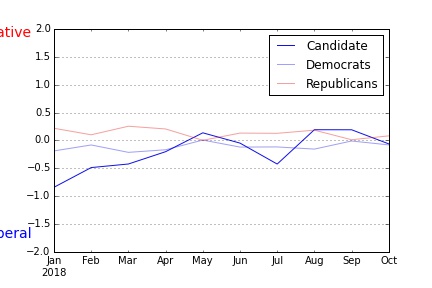 ative
2.0
1.5
1.0
0.5
0.0
−0.5
−1.0
−1.5
−2.0
beral
Candidate
Democrats
Republicans
Jan Feb Mar Apr May Jun Jul Aug Sep Oct
2018